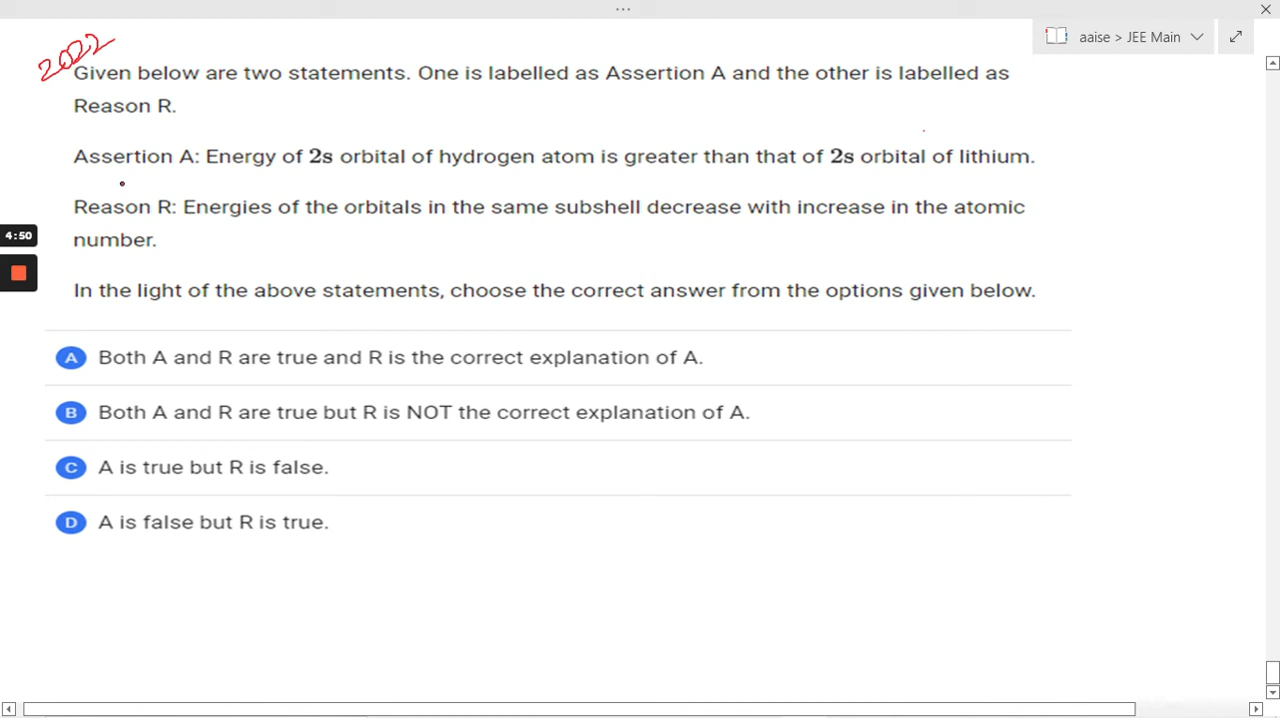 ...
aaise > JEE Main
2022
Given below are two statements. One is labelled as Assertion A and the other is labelled as
Reason R.
Assertion A: Energy of 2s orbital of hydrogen atom is greater than that of 2s orbital of lithium.
Reason R: Energies of the orbitals in the same subshell decrease with increase in the atomic
number.
4:50
In the light of the above statements, choose the correct answer from the options given below.
A Both A and R are true and R is the correct explanation of A.
B Both A and R are true but R is NOT the correct explanation of A.
C A is true but R is false.
D A is false but R is true.